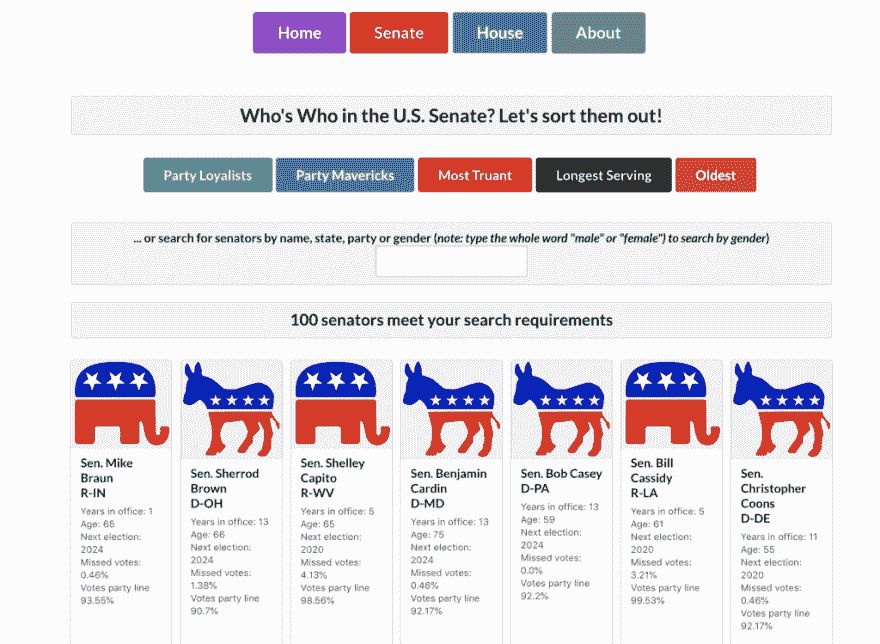 Home Senate House About
Who's Who in the U.S. Senate? Let's sort them out!
Party Loyalists Party Mavericks Most Truant Longest Serving Oldest
... or search for senators by name, state, party or gender (note: type the whole word "male" or "female") to search by gender)
100 senators meet your search requirements
Sen. Mike
Braun
R-IN
Years in office: 1
Age: 65
Next election:
2024
Missed votes:
0.46%
Votes party line
93.55%
Sen. Sherrod
Brown
D-OH
Years in office: 13
Age: 66
Next election:
2024
Missed votes:
1.38%
Votes party line
90.7%
Sen. Shelley
Capito
R-WV
Years in office: 5
Age: 65
Next election:
2020
Missed votes:
4.13%
Votes party line
98.56%
Sen. Benjamin
Cardin
D-MD
Years in office: 13
Age: 75
Next election:
2024
Missed votes:
0.46%
Votes party line
92.17%
Sen. Bob Casey
D-PA
Years in office: 13
Age: 59
Next election:
2024
Missed votes:
0.0%
Votes party line
92.2%
Sen. Bill
Cassidy
R-LA
Years in office: 5
Age: 61
Next election:
2020
Missed votes:
3.21%
Votes party line
99.53%
Sen.
Christopher
Coons
D-DE
Years in office: 11
Age: 55
Next election:
2020
Missed votes:
0.46%
Votes party line
92.17%